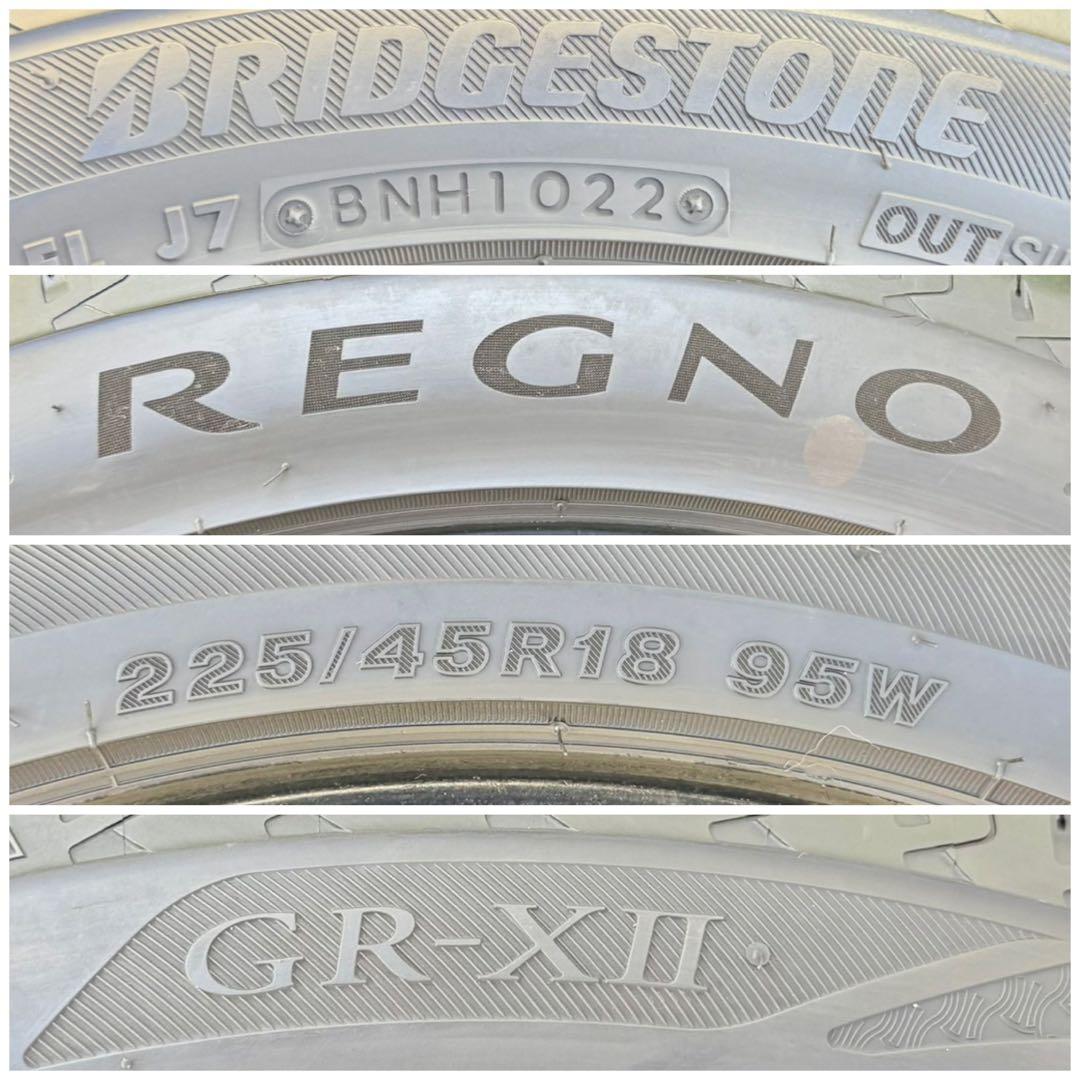 BRIDGESTONE
EL J7 BNH1022 OUTSI
REGNO
225/45R18 95W
GR-XII